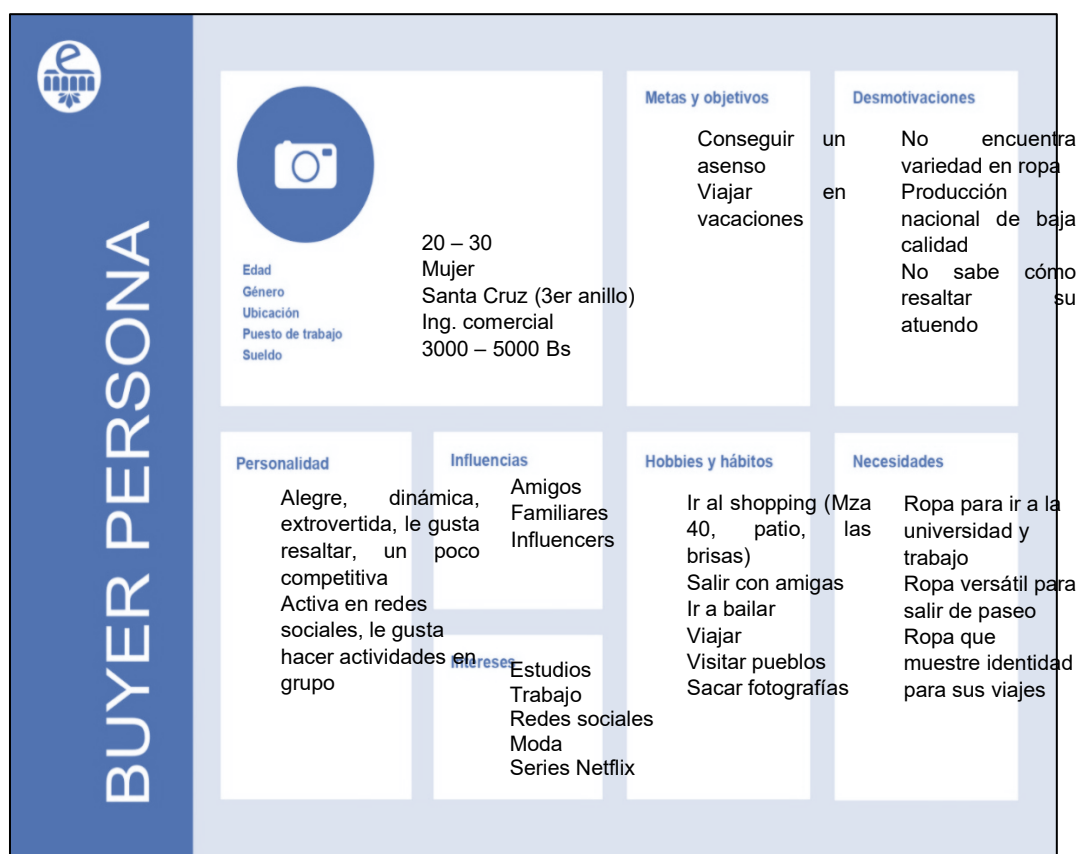 BUYER PERSONA
e
Edad
Género
Ubicación
Puesto de trabajo
Sueldo
20 – 30
Mujer
Santa Cruz (3er anillo)
Ing. comercial
3000 – 5000 Bs
Metas y objetivos
Conseguir un
asenso
Viajar en
vacaciones
Desmotivaciones
No encuentra
variedad en ropa
Producción
nacional de baja
calidad
No sabe cómo
resaltar su
atuendo
Personalidad
Alegre, dinámica,
extrovertida, le gusta
resaltar, un poco
competitiva
Activa en redes
sociales, le gusta
hacer actividades en
grupo
Influencias
Amigos
Familiares
Influencers
Intereses
Estudios
Trabajo
Redes sociales
Moda
Series Netflix
Hobbies y hábitos
Ir al shopping (Mza
40, patio, las
brisas)
Salir con amigas
Ir a bailar
Viajar
Visitar pueblos
Sacar fotografías
Necesidades
Ropa para ir a la
universidad y
trabajo
Ropa versátil para
salir de paseo
Ropa que
muestre identidad
para sus viajes